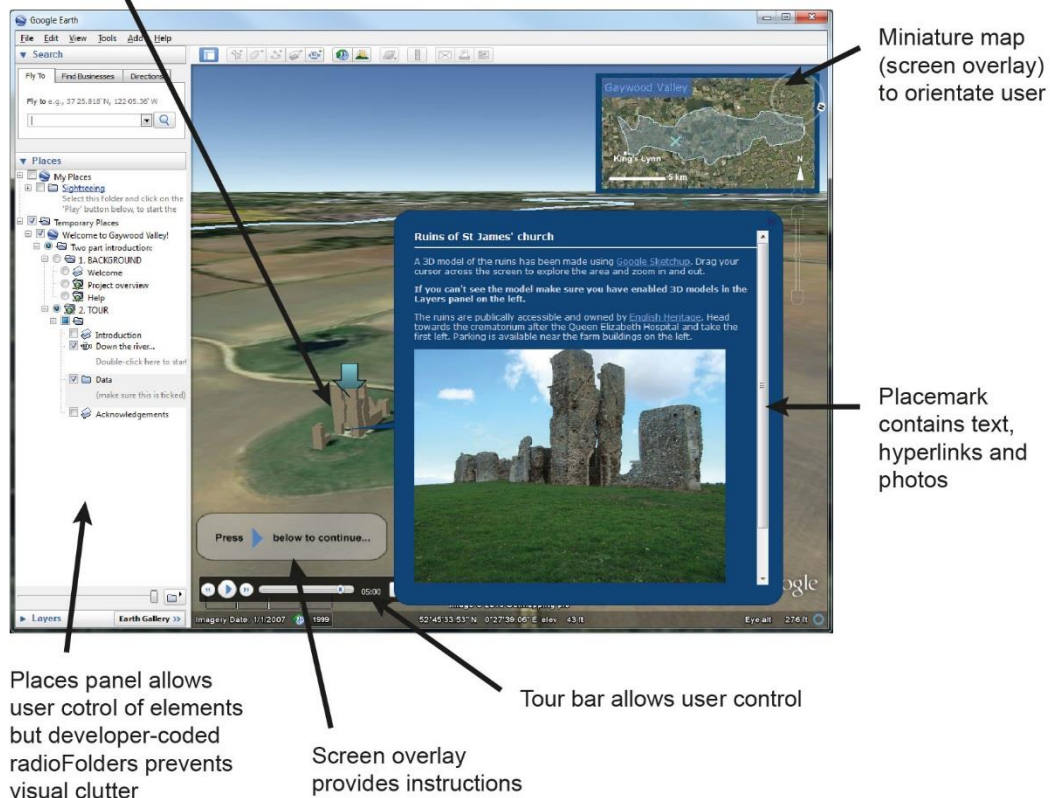 Google Earth
File Edit View Tools Add Help
Search
Fly To Find Businesses Directions
Fly to e.g., 37 25.818' N, 122 05.36' W
Places
My Places
Sightseeing
Select this folder and click on the
'Play' button below, to start the
Temporary Places
Welcome to Gaywood Valley!
Two part introduction:
1. BACKGROUND
Welcome
Project overview
Help
2. TOUR
Introduction
Down the river...
Double-click here to start
Data
(make sure this is ticked)
Acknowledgements
Layers
Earth Gallery >>
Gaywood Valley
King's Lynn
5 km
N
N
Ruins of St James' church
A 3D model of the ruins has been made using Google Sketchup. Drag your
cursor across the screen to explore the area and zoom in and out.
If you can't see the model make sure you have enabled 3D models in the
Layers panel on the left.
The ruins are publically accessible and owned by English Heritage. Head
towards the crematorium after the Queen Elizabeth Hospital and take the
first left. Parking is available near the farm buildings on the left.
Press below to continue...
05:00
ogle
Imagery Date: 1/1/2007 1999
52°45'33.53" N 0°27'39.06" E elev 43 ft
Eye alt 276 ft
Miniature map
(screen overlay)
to orientate user
Placemark
contains text,
hyperlinks and
photos
Tour bar allows user control
Screen overlay
provides instructions
Places panel allows
user cotrol of elements
but developer-coded
radioFolders prevents
visual clutter